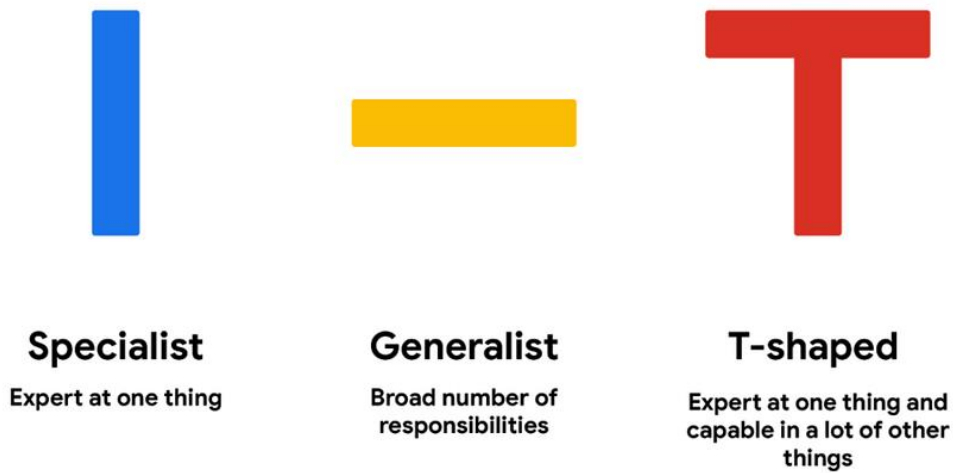 Specialist
Expert at one thing
Generalist
Broad number of
responsibilities
T-shaped
Expert at one thing and
capable in a lot of other
things